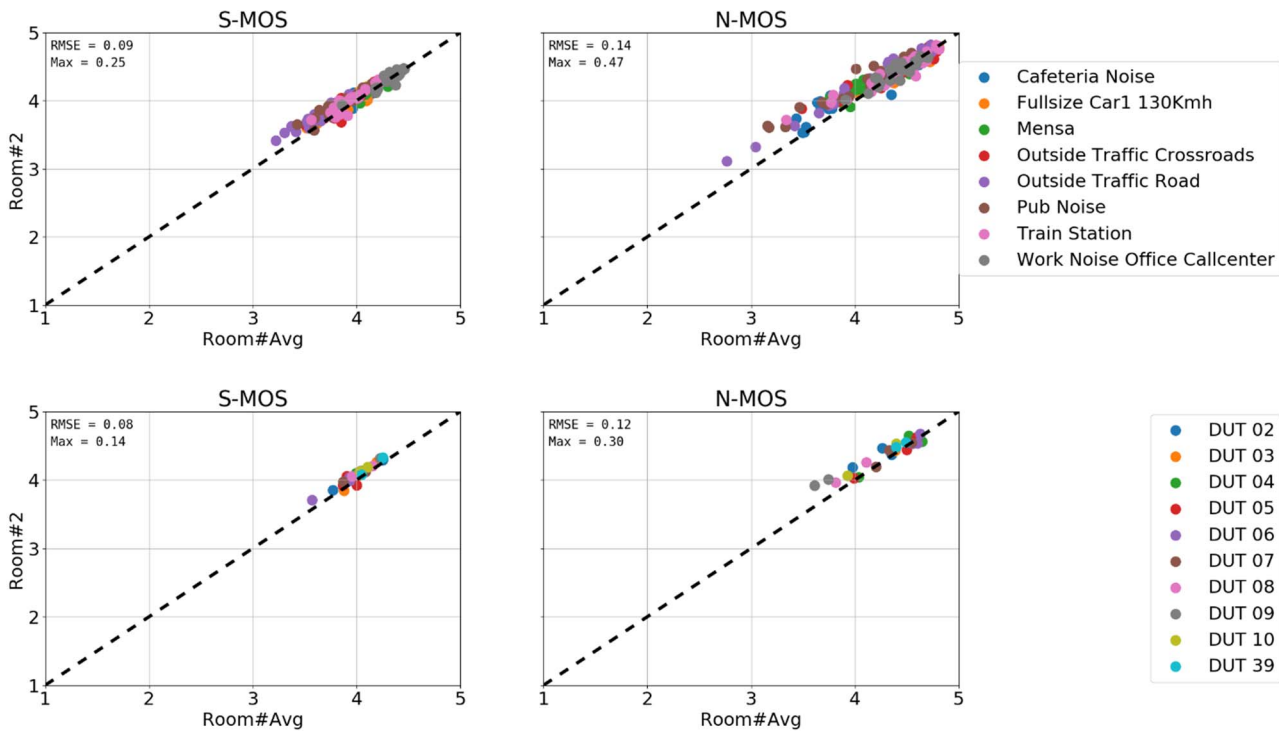 S-MOS
RMSE = 0.09
Max = 0.25
5
4
3
2
1
1 2 3 4 5
Room#2
Room#Avg
N-MOS
RMSE = 0.14
Max = 0.47
1 2 3 4 5
Room#Avg
Cafeteria Noise
Fullsize Car1 130Kmh
Mensa
Outside Traffic Crossroads
Outside Traffic Road
Pub Noise
Train Station
Work Noise Office Callcenter
S-MOS
RMSE = 0.08
Max = 0.14
5
4
3
2
1
1 2 3 4 5
Room#2
Room#Avg
N-MOS
RMSE = 0.12
Max = 0.30
1 2 3 4 5
Room#Avg
DUT 02
DUT 03
DUT 04
DUT 05
DUT 06
DUT 07
DUT 08
DUT 09
DUT 10
DUT 39